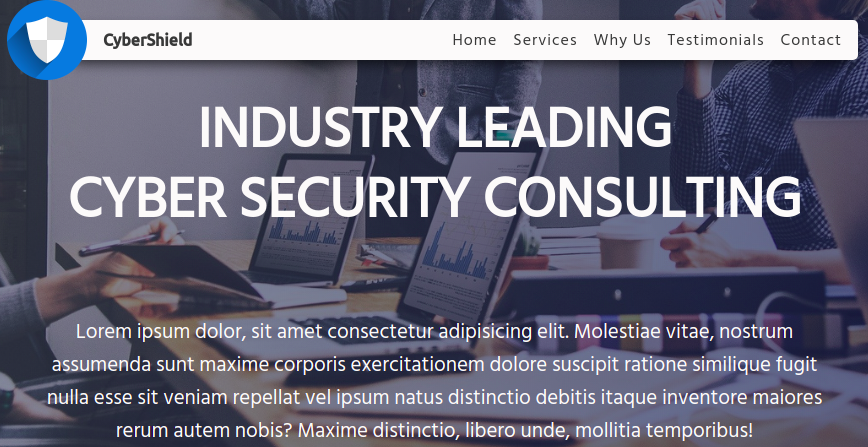 CyberShield Home Services Why Us Testimonials Contact
INDUSTRY LEADING
CYBER SECURITY CONSULTING
Lorem ipsum dolor, sit amet consectetur adipisicing elit. Molestiae vitae, nostrum
assumenda sunt maxime corporis exercitationem dolore suscipit ratione similique fugit
nulla esse sit veniam repellat vel ipsum natus distinctio debitis itaque inventore maiores
rerum autem nobis? Maxime distinctio, libero unde, mollitia temporibus!